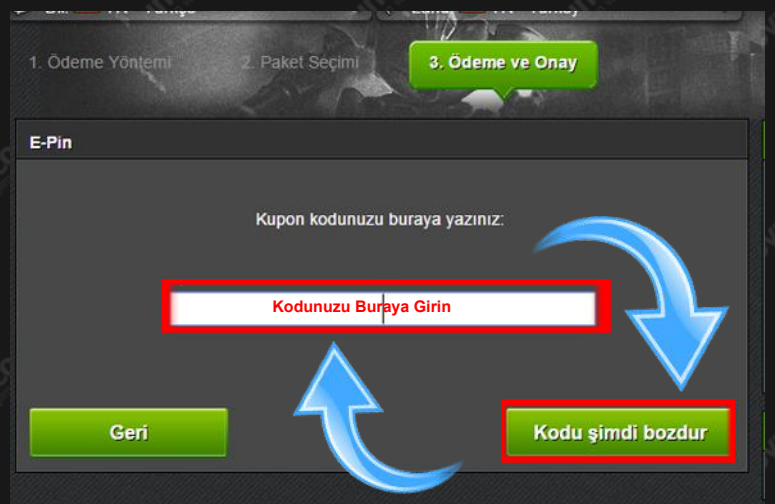 1. Ödeme Yöntemi
2. Paket Seçimi
3. Ödeme ve Onay
E-Pin
Kupon kodunuzu buraya yazınız:
Kodunuzu Buraya Girin
Geri
Kodu şimdi bozdur